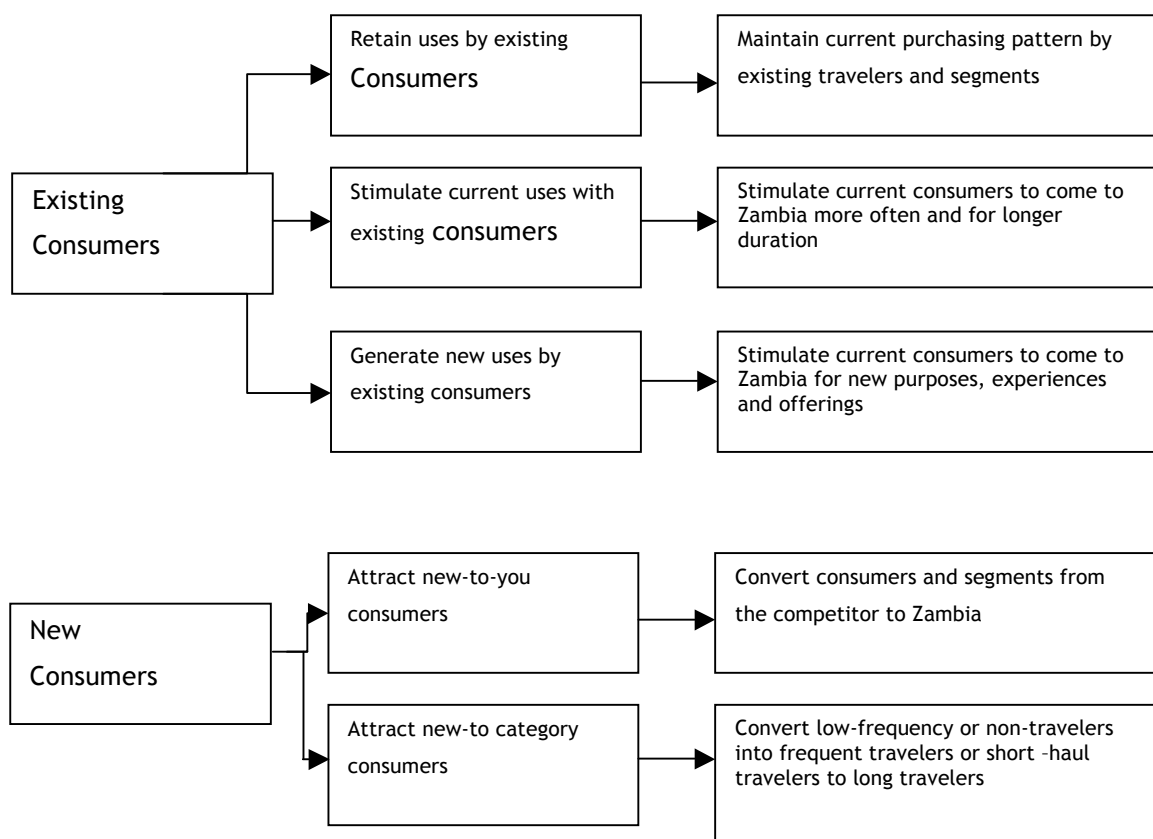 Retain uses by existing
Consumers
Maintain current purchasing pattern by
existing travelers and segments
Existing
Consumers
Stimulate current uses with
existing consumers
Stimulate current consumers to come to
Zambia more often and for longer
duration
Generate new uses by
existing consumers
Stimulate current consumers to come to
Zambia for new purposes, experiences
and offerings
New
Consumers
Attract new-to-you
consumers
Convert consumers and segments from
the competitor to Zambia
Attract new-to category
consumers
Convert low-frequency or non-travelers
into frequent travelers or short –haul
travelers to long travelers